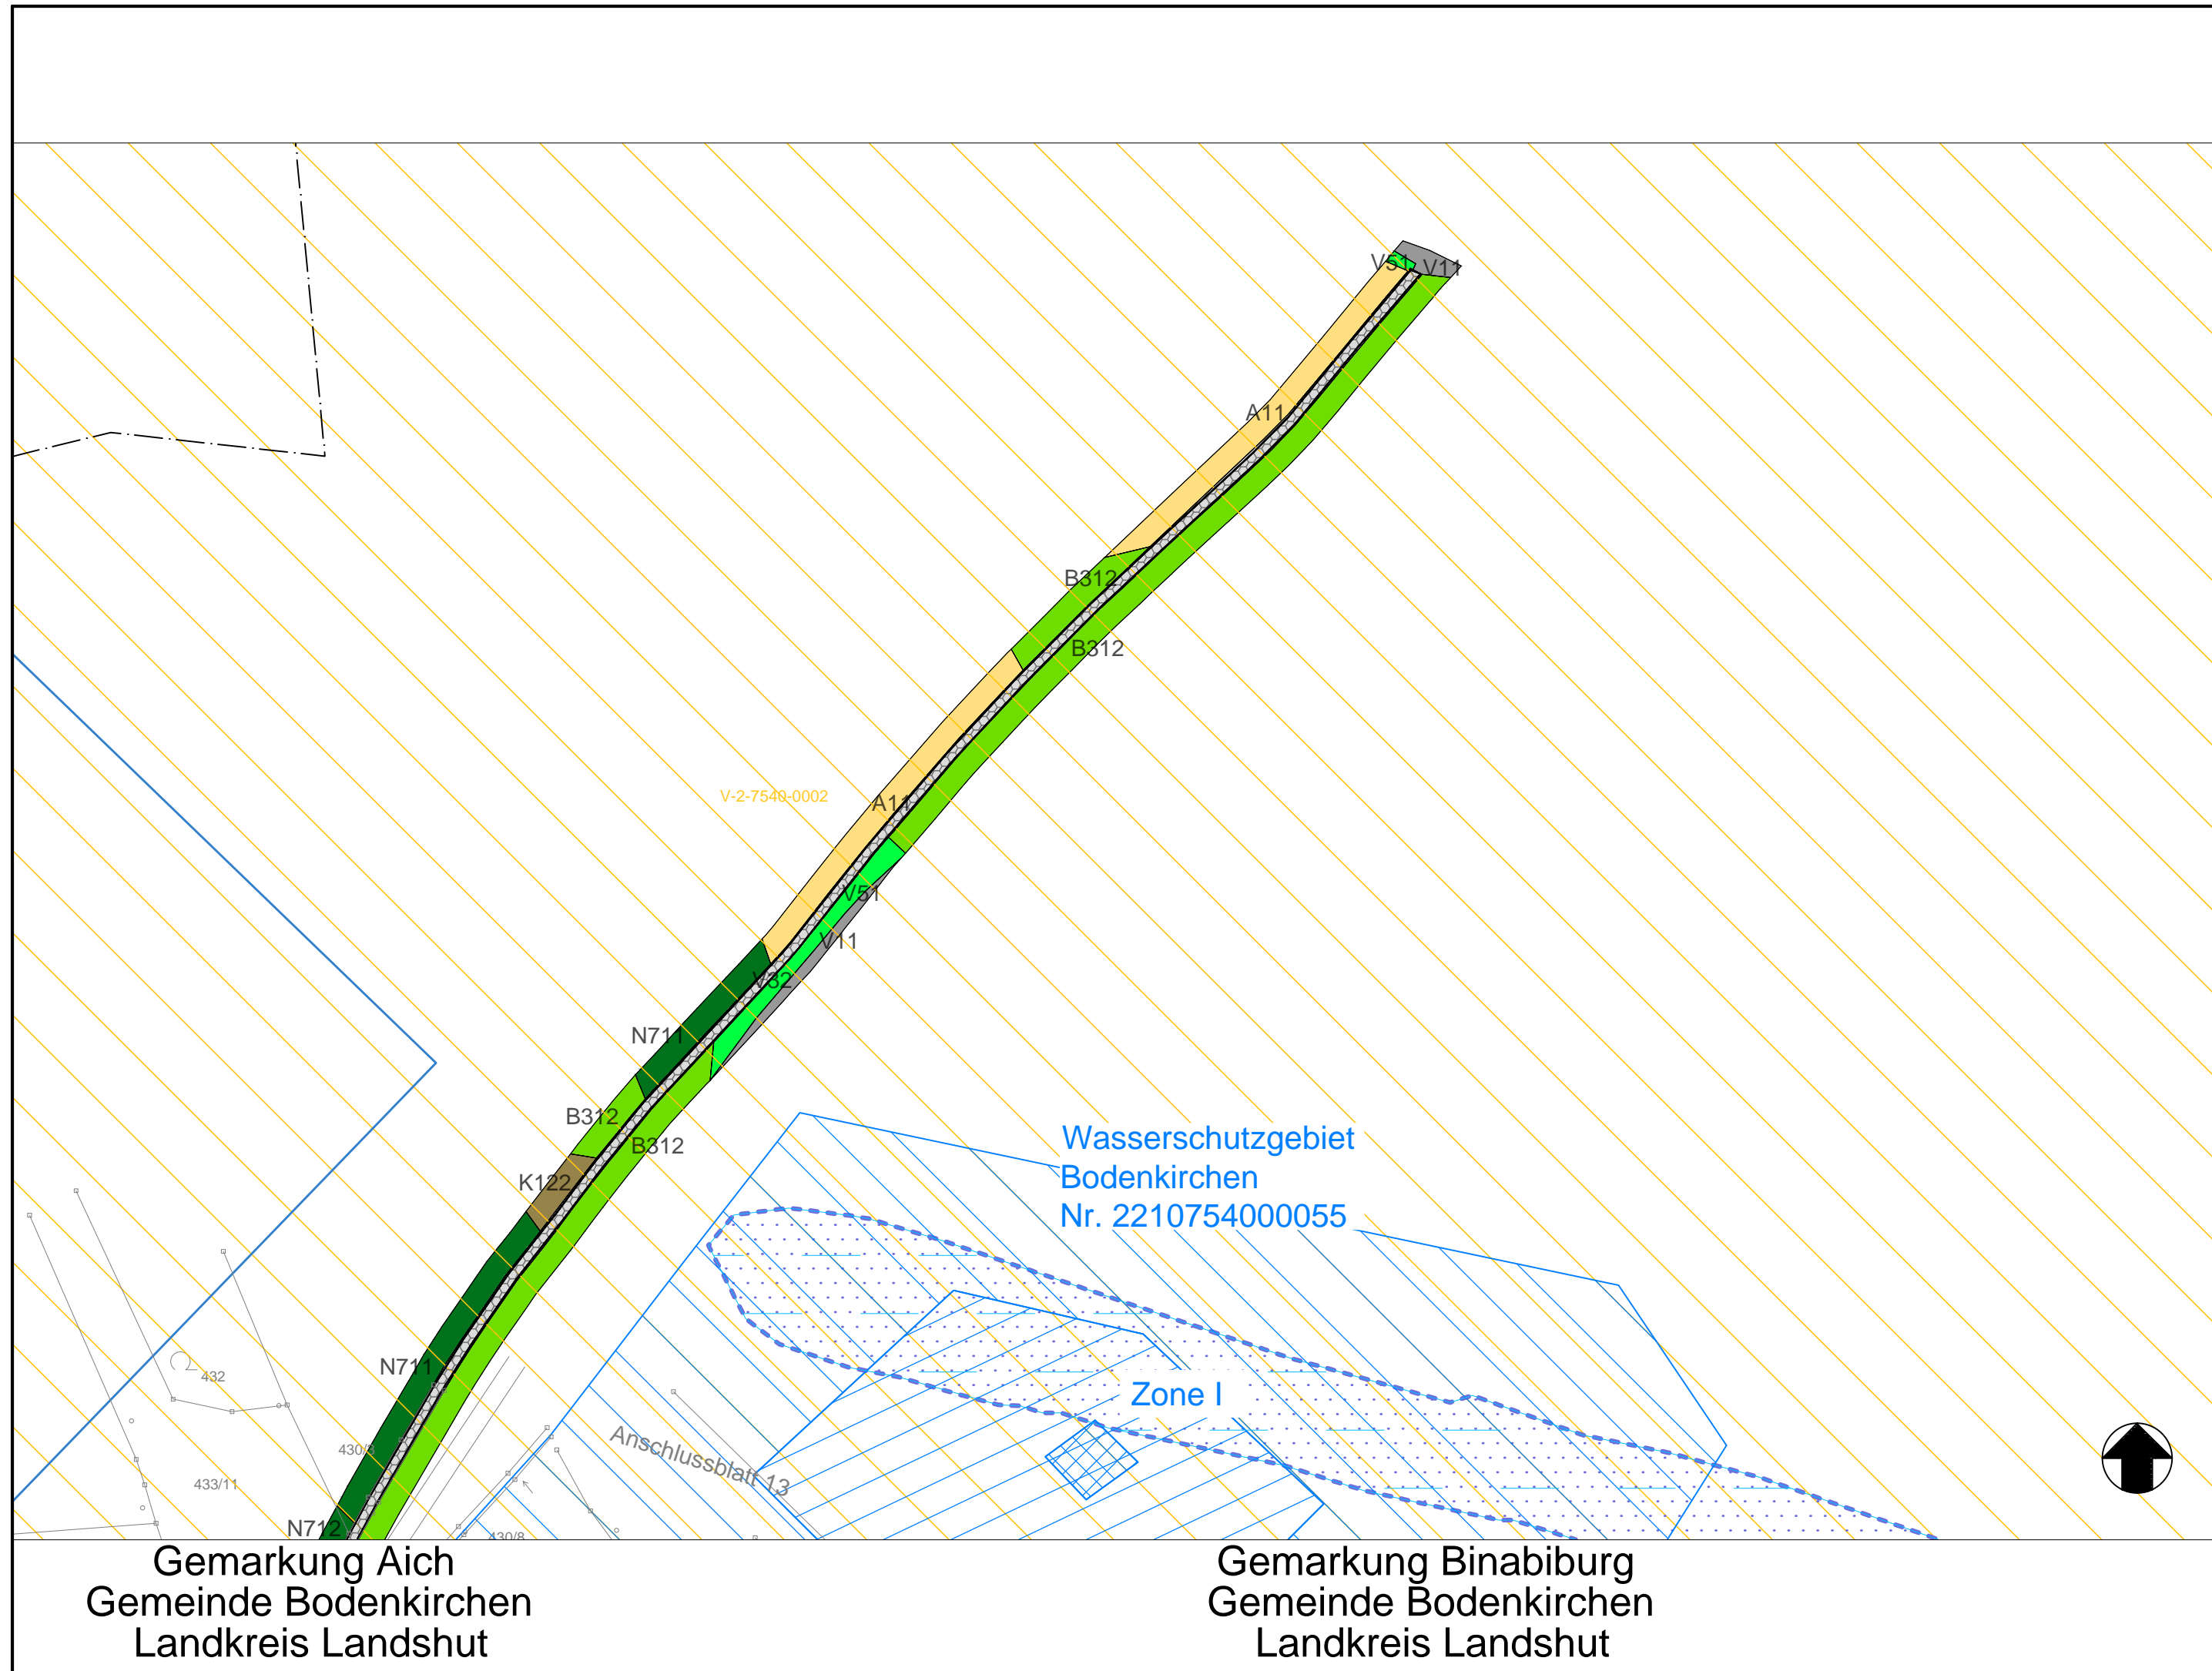 V51
V11
A11
B312
B312
V-2-7540-0002
A11
V51
V11
V32
N711
B312
B312
Wasserschutzgebiet
Bodenkirchen
Nr. 2210754000055
K122
N711
432
Zone I
430/3
Anschlussblatt 13
433/11
N712
430/8
Gemarkung Aich
Gemeinde Bodenkirchen
Landkreis Landshut
Gemarkung Binabiburg
Gemeinde Bodenkirchen
Landkreis Landshut